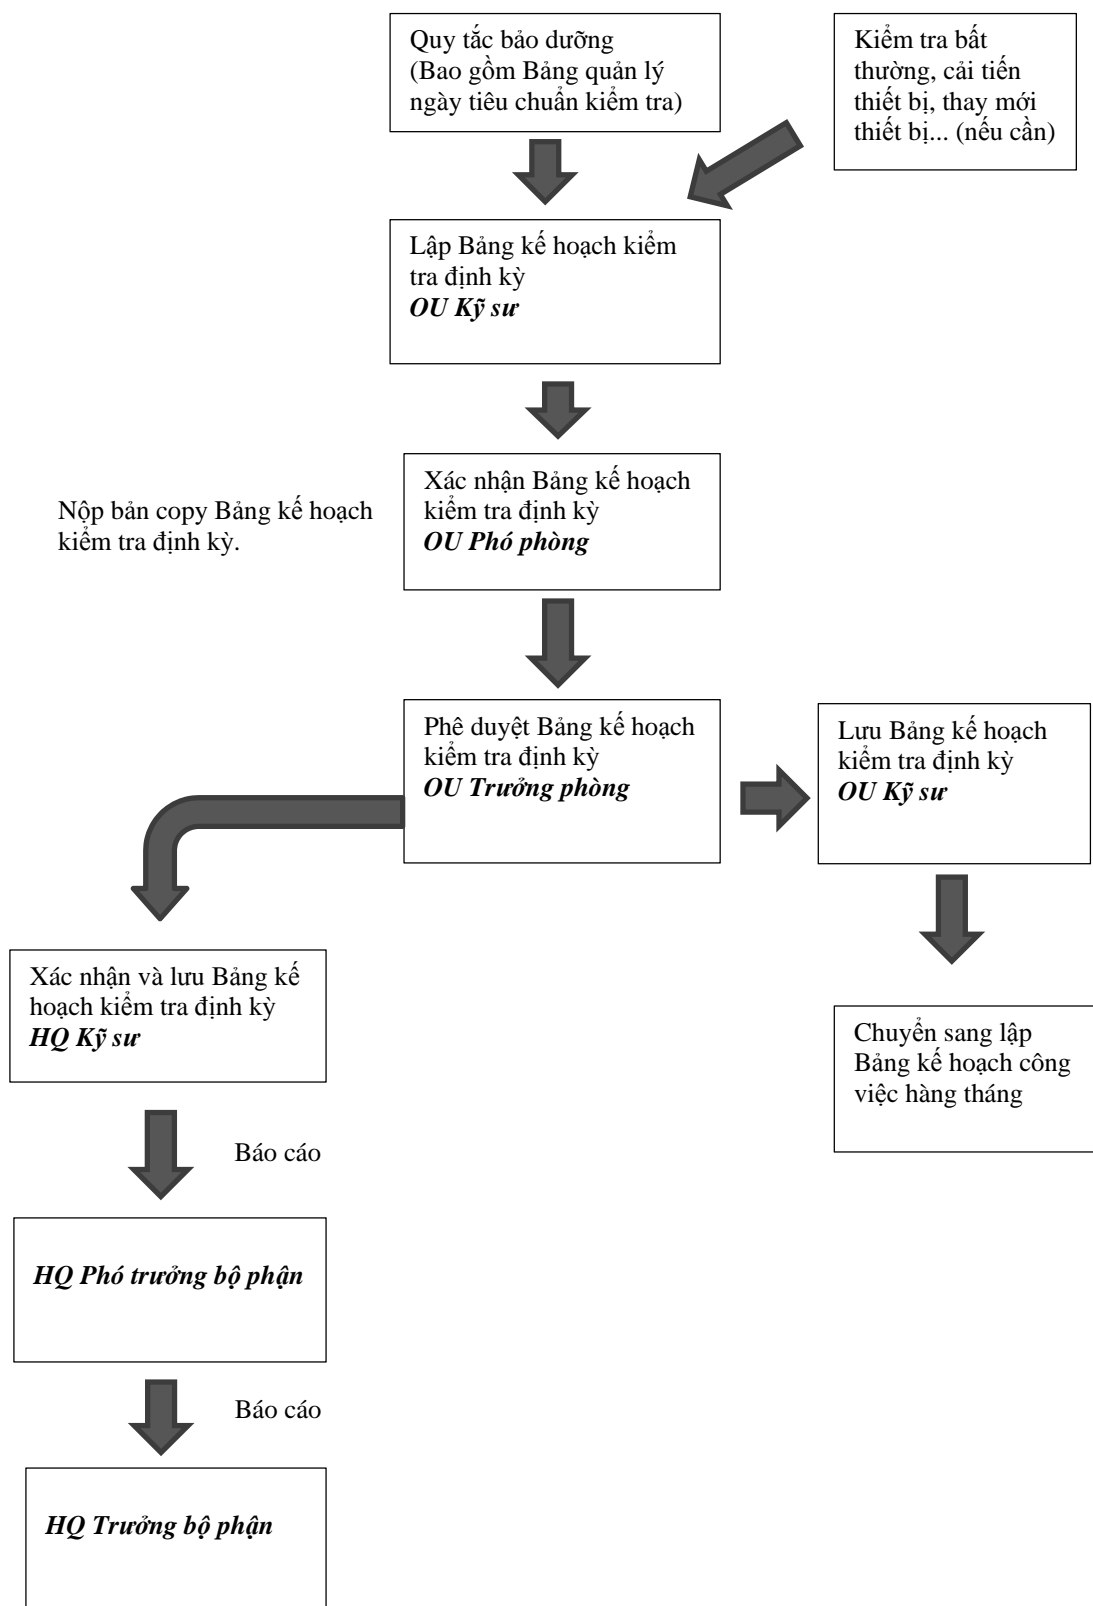 Quy tắc bảo dưỡng
(Bao gồm Bảng quản lý
ngày tiêu chuẩn kiểm tra)
Kiểm tra bất
thường, cải tiến
thiết bị, thay mới
thiết bị... (nếu cần)
Lập Bảng kế hoạch kiểm
tra định kỳ
OU Kỹ sư
Nộp bản copy Bảng kế hoạch
kiểm tra định kỳ.
Xác nhận Bảng kế hoạch
kiểm tra định kỳ
OU Phó phòng
Phê duyệt Bảng kế hoạch
kiểm tra định kỳ
OU Trưởng phòng
Lưu Bảng kế hoạch
kiểm tra định kỳ
OU Kỹ sư
Xác nhận và lưu Bảng kế
hoạch kiểm tra định kỳ
HQ Kỹ sư
Chuyển sang lập
Bảng kế hoạch công
việc hàng tháng
Báo cáo
HQ Phó trưởng bộ phận
Báo cáo
HQ Trưởng bộ phận